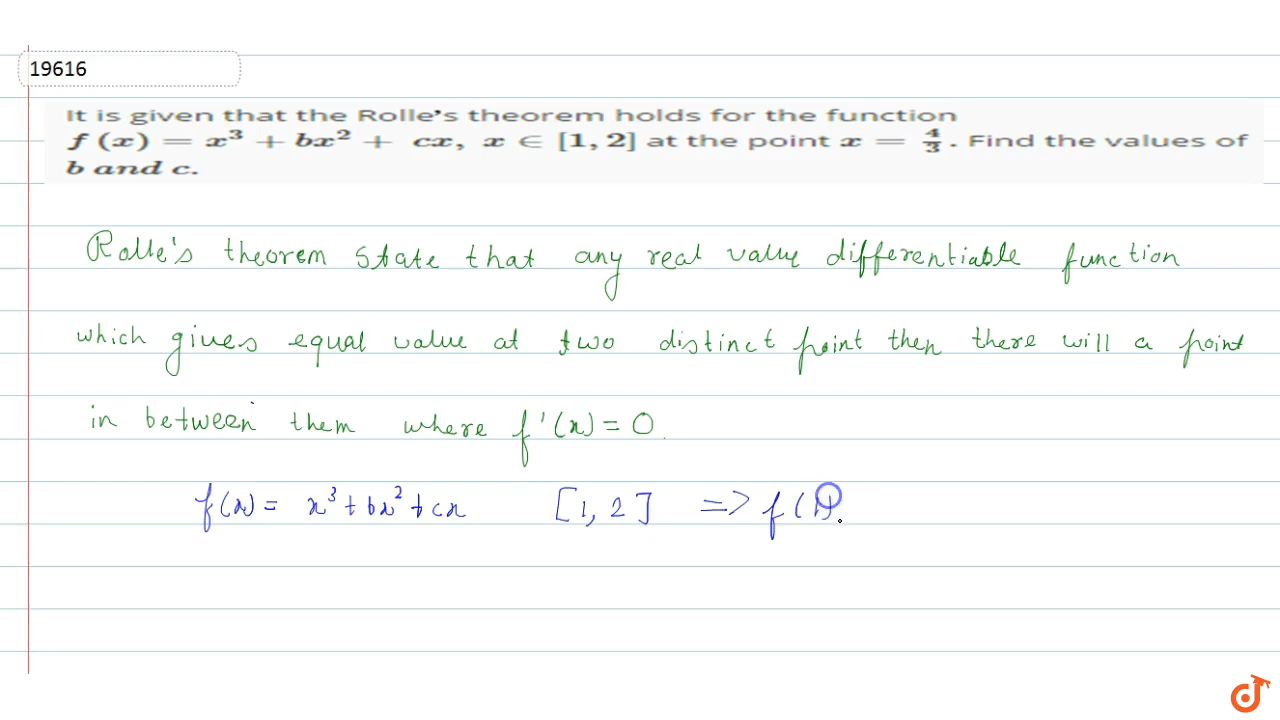 19616
It is given that the Rolle's theorem holds for the function
f (x) = x³ + bx² + cx, x ∈ [1, 2] at the point x = 4/3. Find the values of
b and c.
Rolle's theorem state that any real value differentiable function
which gives equal value at two distinct point then there will a point
in between them where f'(x) = 0.
f(x) = x³ + bx² + cx [1, 2] => f(1)